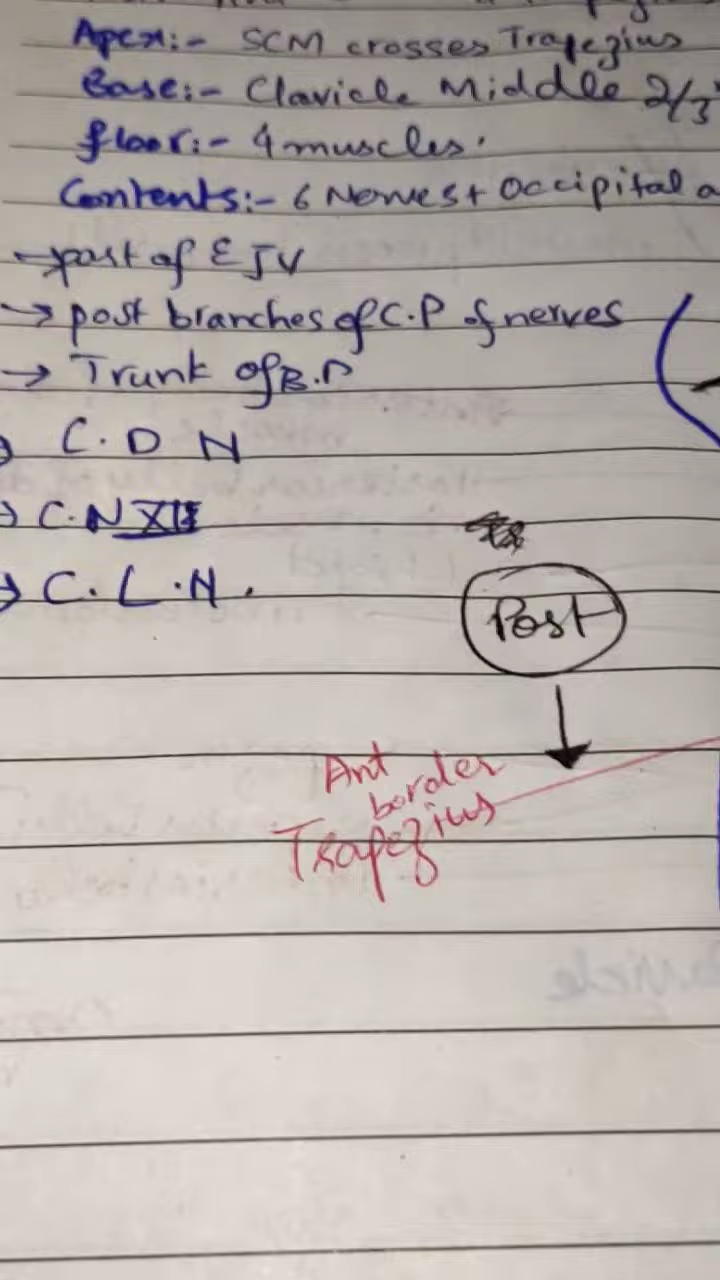 Apex:- SCM crosses Trapezius
Base:- Clavicle Middle 2/3
floor:- 4 muscles.
Contents:- 6 Nerves + Occipital a
→ part of EJV
→ post branches of C.P of nerves
→ Trunk of B.P
→ C.D N
→ C.N XII
→ C.L.N.
Post
Ant
border
Trapezius